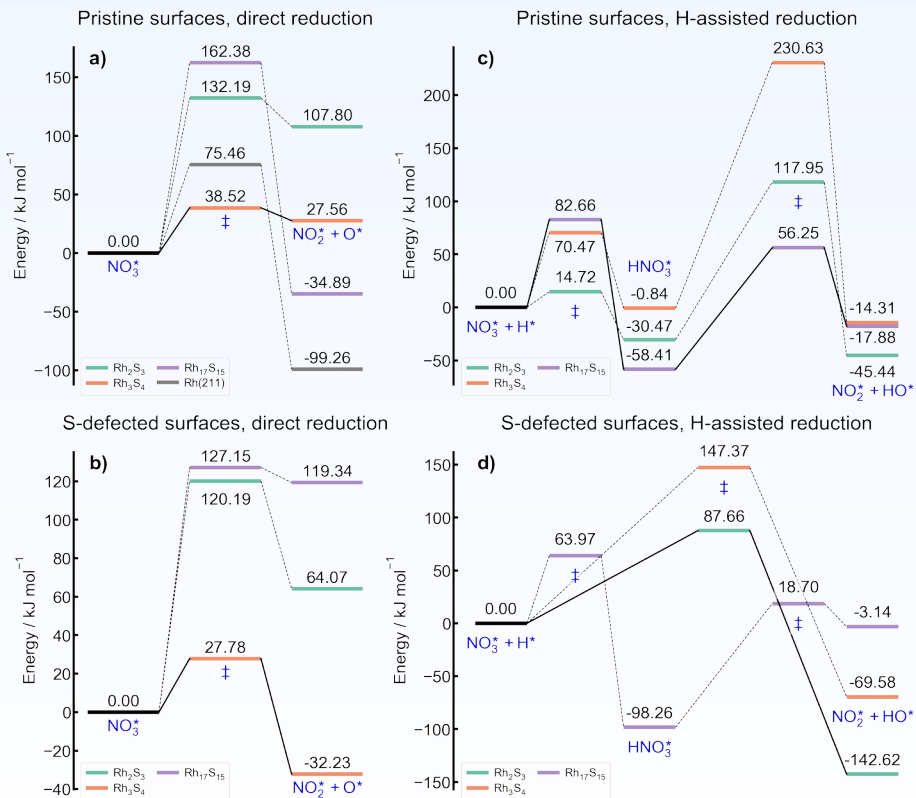 Pristine surfaces, direct reduction
a)
Energy / kJ mol⁻¹
150
100
50
0
−50
−100
162.38
132.19
107.80
75.46
38.52
‡
27.56
NO₂* + O*
0.00
NO₃*
-34.89
-99.26
Rh₂S₃
Rh₃S₄
Rh₁₇S₁₅
Rh(211)
Pristine surfaces, H-assisted reduction
c)
Energy / kJ mol⁻¹
200
150
100
50
0
−50
230.63
117.95
‡
82.66
70.47
56.25
HNO₃*
14.72
‡
0.00
NO₃* + H*
-0.84
-30.47
-58.41
-14.31
-17.88
-45.44
NO₂* + HO*
Rh₂S₃
Rh₃S₄
Rh₁₇S₁₅
S-defected surfaces, direct reduction
b)
Energy / kJ mol⁻¹
120
100
80
60
40
20
0
−20
−40
127.15
120.19
119.34
64.07
27.78
‡
0.00
NO₃*
-32.23
NO₂* + O*
Rh₂S₃
Rh₃S₄
Rh₁₇S₁₅
S-defected surfaces, H-assisted reduction
d)
Energy / kJ mol⁻¹
150
100
50
0
−50
−100
−150
147.37
‡
87.66
63.97
‡
18.70
‡
0.00
NO₃* + H*
-3.14
-69.58
NO₂* + HO*
-98.26
HNO₃*
-142.62
Rh₂S₃
Rh₃S₄
Rh₁₇S₁₅